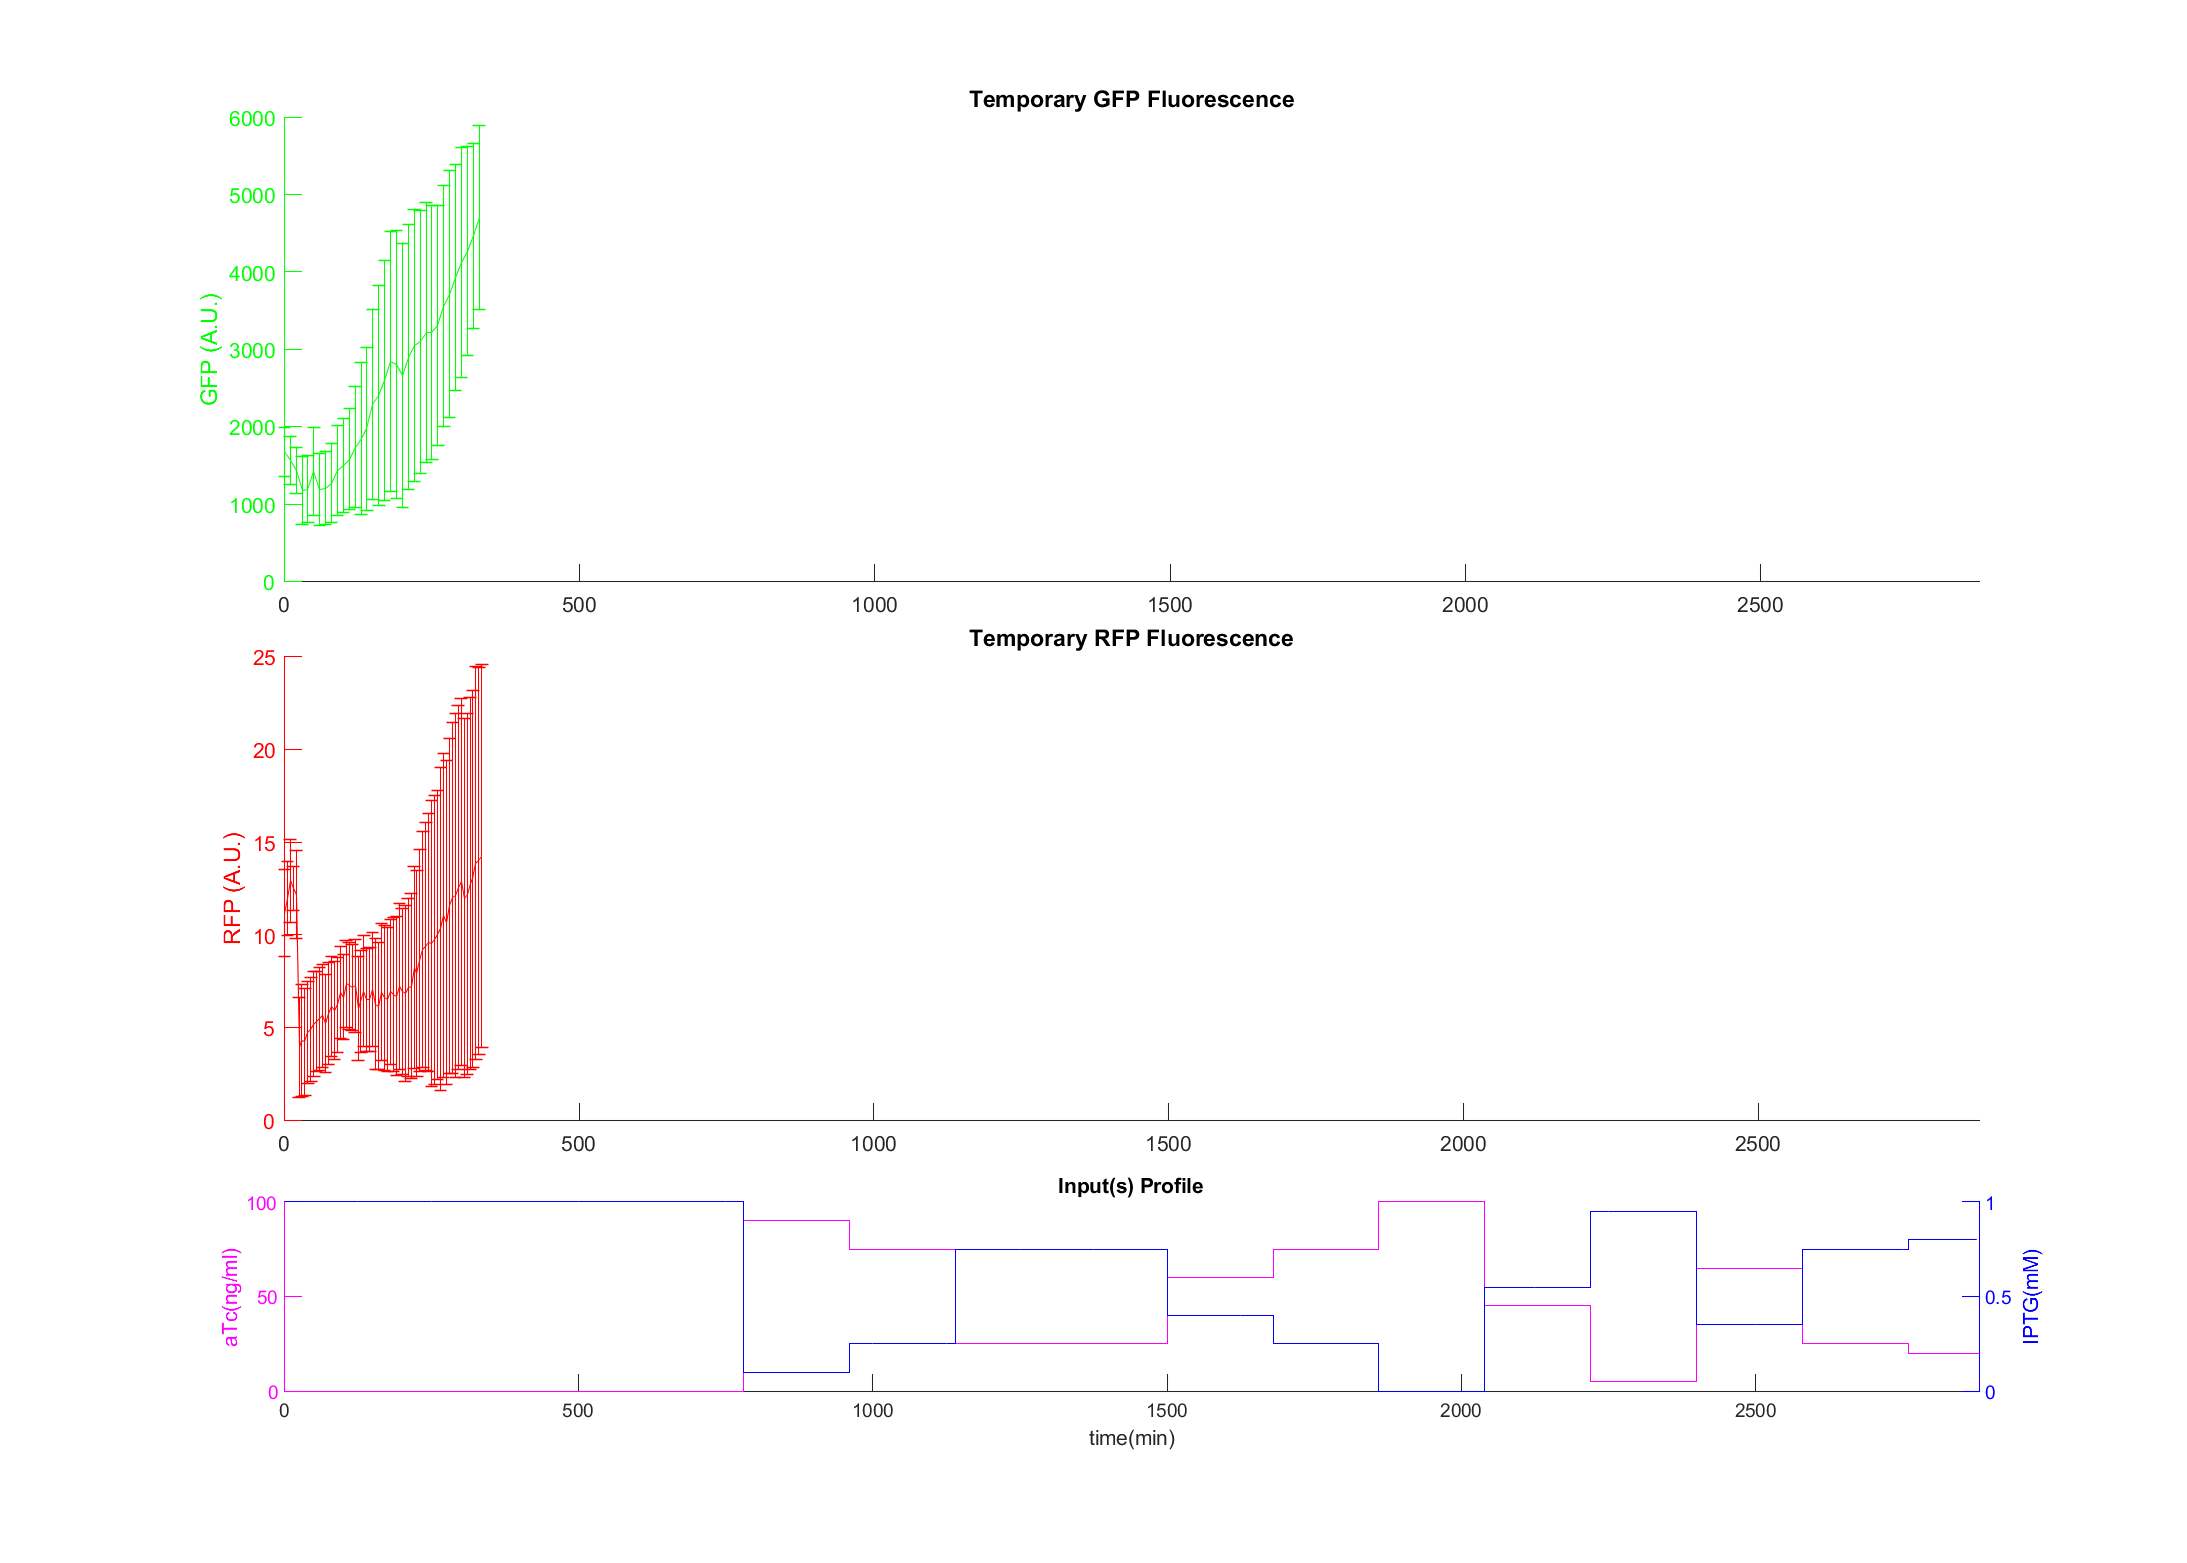 Temporary GFP Fluorescence
6000
5000
4000
3000
2000
1000
0
GFP (A.U.)
0 500 1000 1500 2000 2500
Temporary RFP Fluorescence
25
20
15
10
5
0
RFP (A.U.)
0 500 1000 1500 2000 2500
Input(s) Profile
100
50
0
aTc(ng/ml)
1
0.5
0
IPTG(mM)
0 500 1000 1500 2000 2500
time(min)